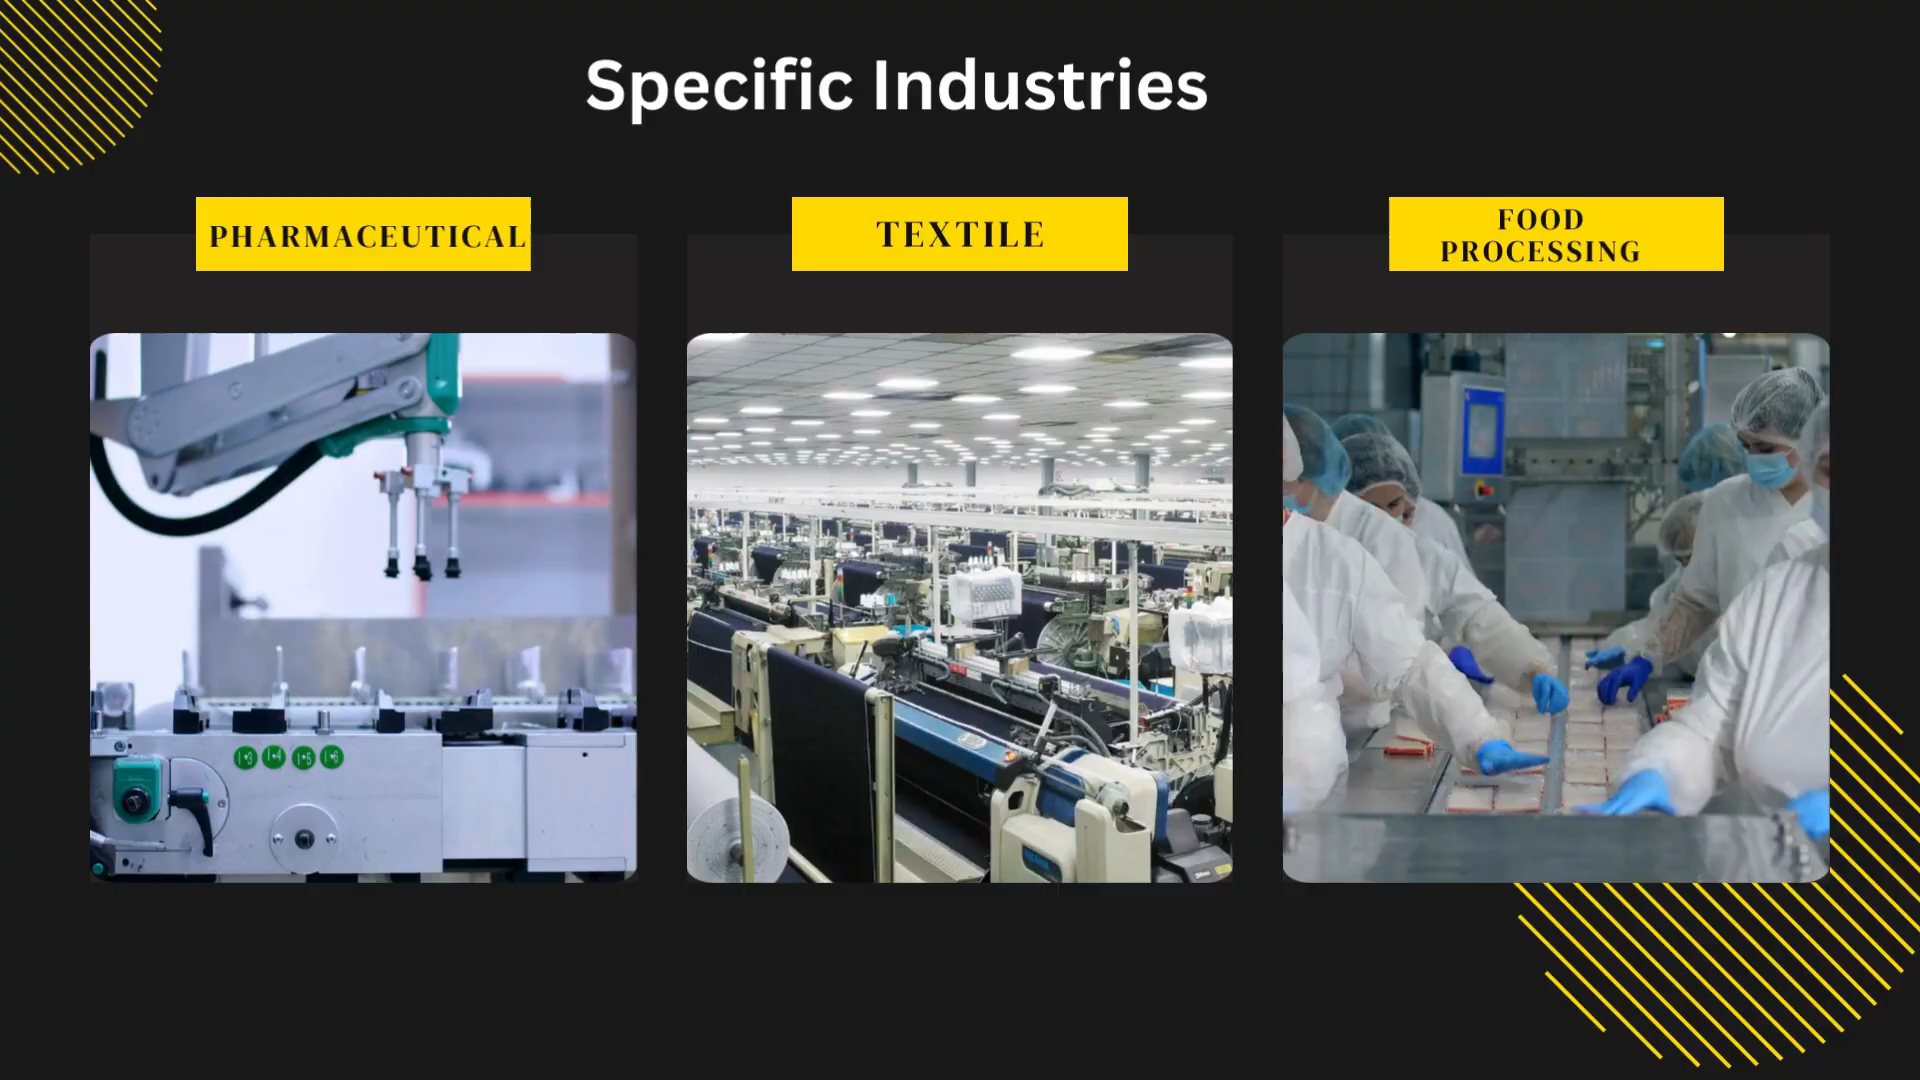 Specific Industries
PHARMACEUTICAL
TEXTILE
FOOD
PROCESSING